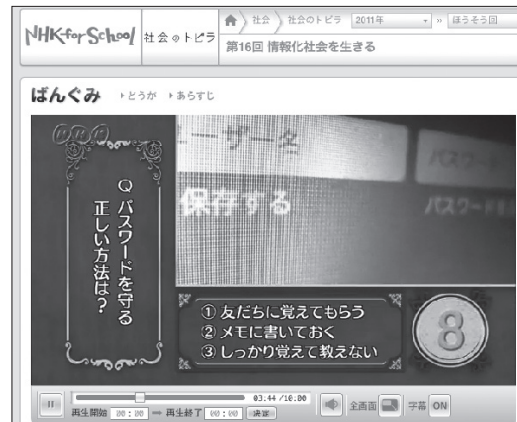 NHK for School
社会のトビラ
社会 社会のトビラ 2011年 » ほうそう回
第16回 情報化社会を生きる
ばんぐみ ▸どうが ▸あらすじ
ユーザー名
保存する
Q パスワードを守る
正しい方法は?
① 友だちに覚えてもらう
② メモに書いておく
③ しっかり覚えて教えない
8
03:44 /10:00
再生開始 00:00 ⇒ 再生終了 00:00 決定
全画面
字幕 ON